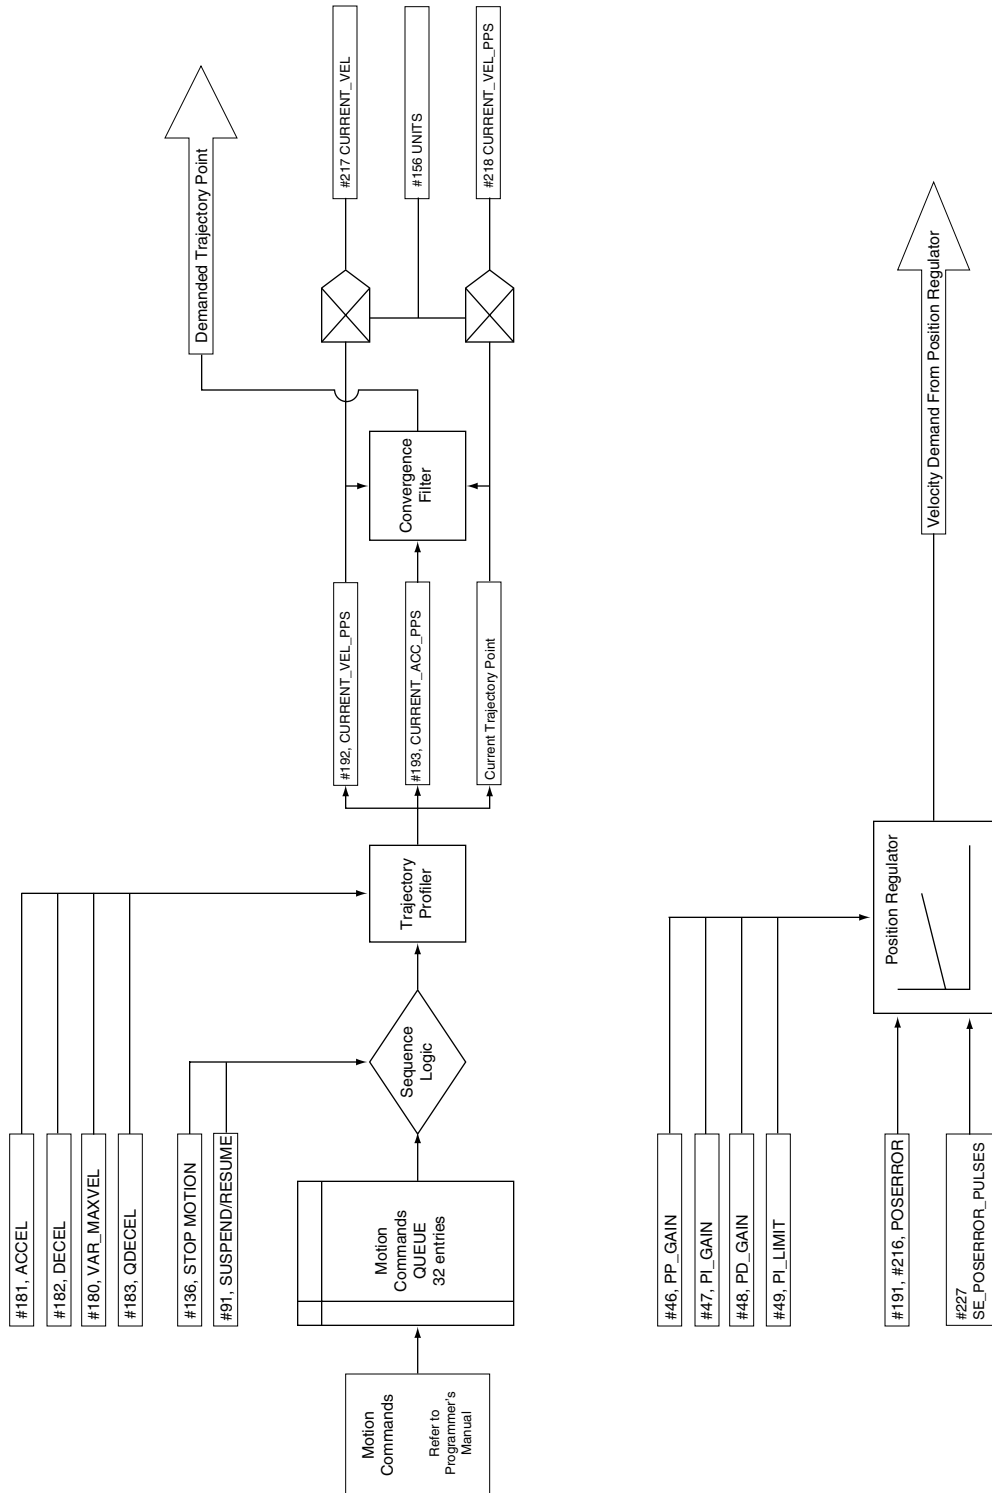 Motion
Commands
Refer to
Programmer's
Manual
Motion
Commands
QUEUE
32 entries
#181, ACCEL
#182, DECEL
#180, VAR_MAXVEL
#183, QDECEL
#136, STOP MOTION
#91, SUSPEND/RESUME
Sequence
Logic
Trajectory
Profiler
#192, CURRENT_VEL_PPS
#193, CURRENT_ACC_PPS
Current Trajectory Point
Convergence
Filter
Demanded Trajectory Point
#217 CURRENT_VEL
#156 UNITS
#218 CURRENT_VEL_PPS
#46, PP_GAIN
#47, PI_GAIN
#48, PD_GAIN
#49, PI_LIMIT
#191, #216, POSERROR
#227
SE_POSERROR_PULSES
Position Regulator
Velocity Demand From Position Regulator